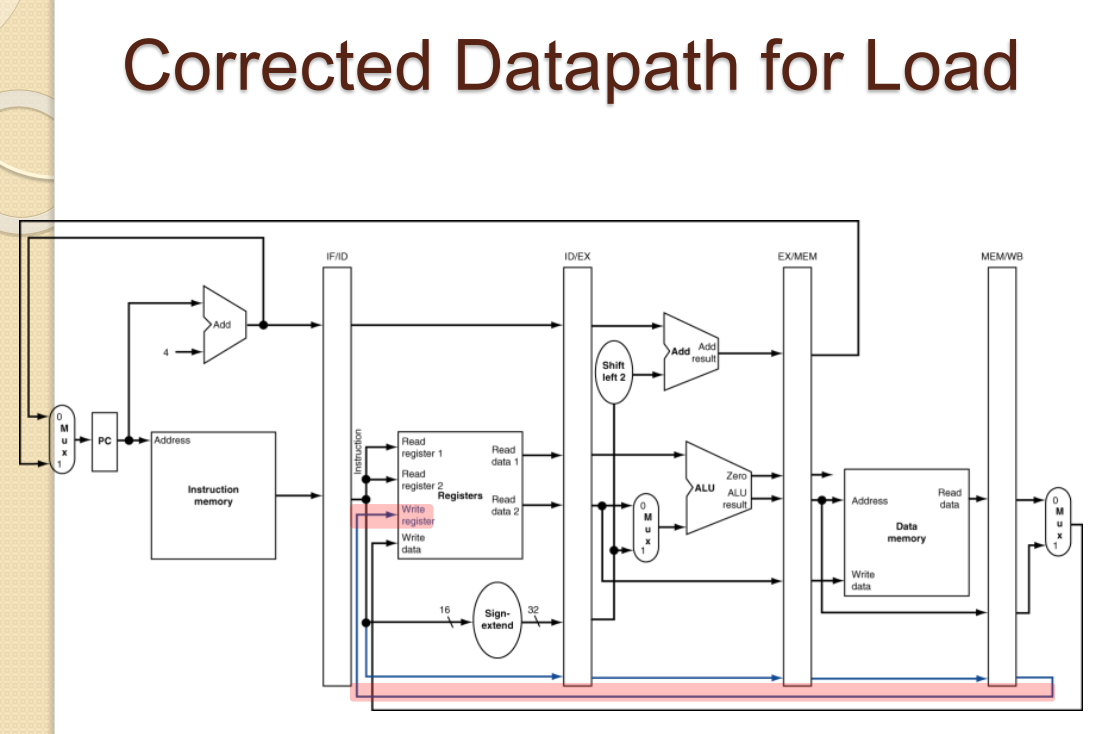 Corrected Datapath for Load
IF/ID
ID/EX
EX/MEM
MEM/WB
Add
4
Add
Add
result
Shift
left 2
0
M
u
x
1
PC
Address
Instruction
memory
Instruction
Read
register 1
Read
register 2
Registers
Write
register
Write
data
Read
data 1
Read
data 2
0
M
u
x
1
ALU
Zero
ALU
result
Address
Read
data
Data
memory
Write
data
0
M
u
x
1
16
Sign-
extend
32